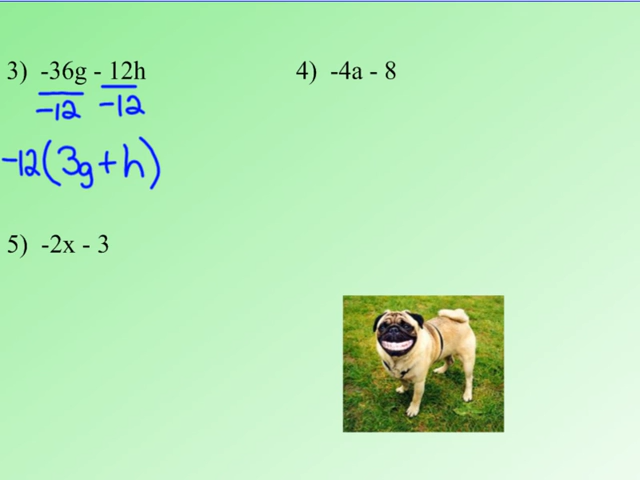 3) -36g - 12h
-12 -12
-12(3g+h)
4) -4a - 8
5) -2x - 3